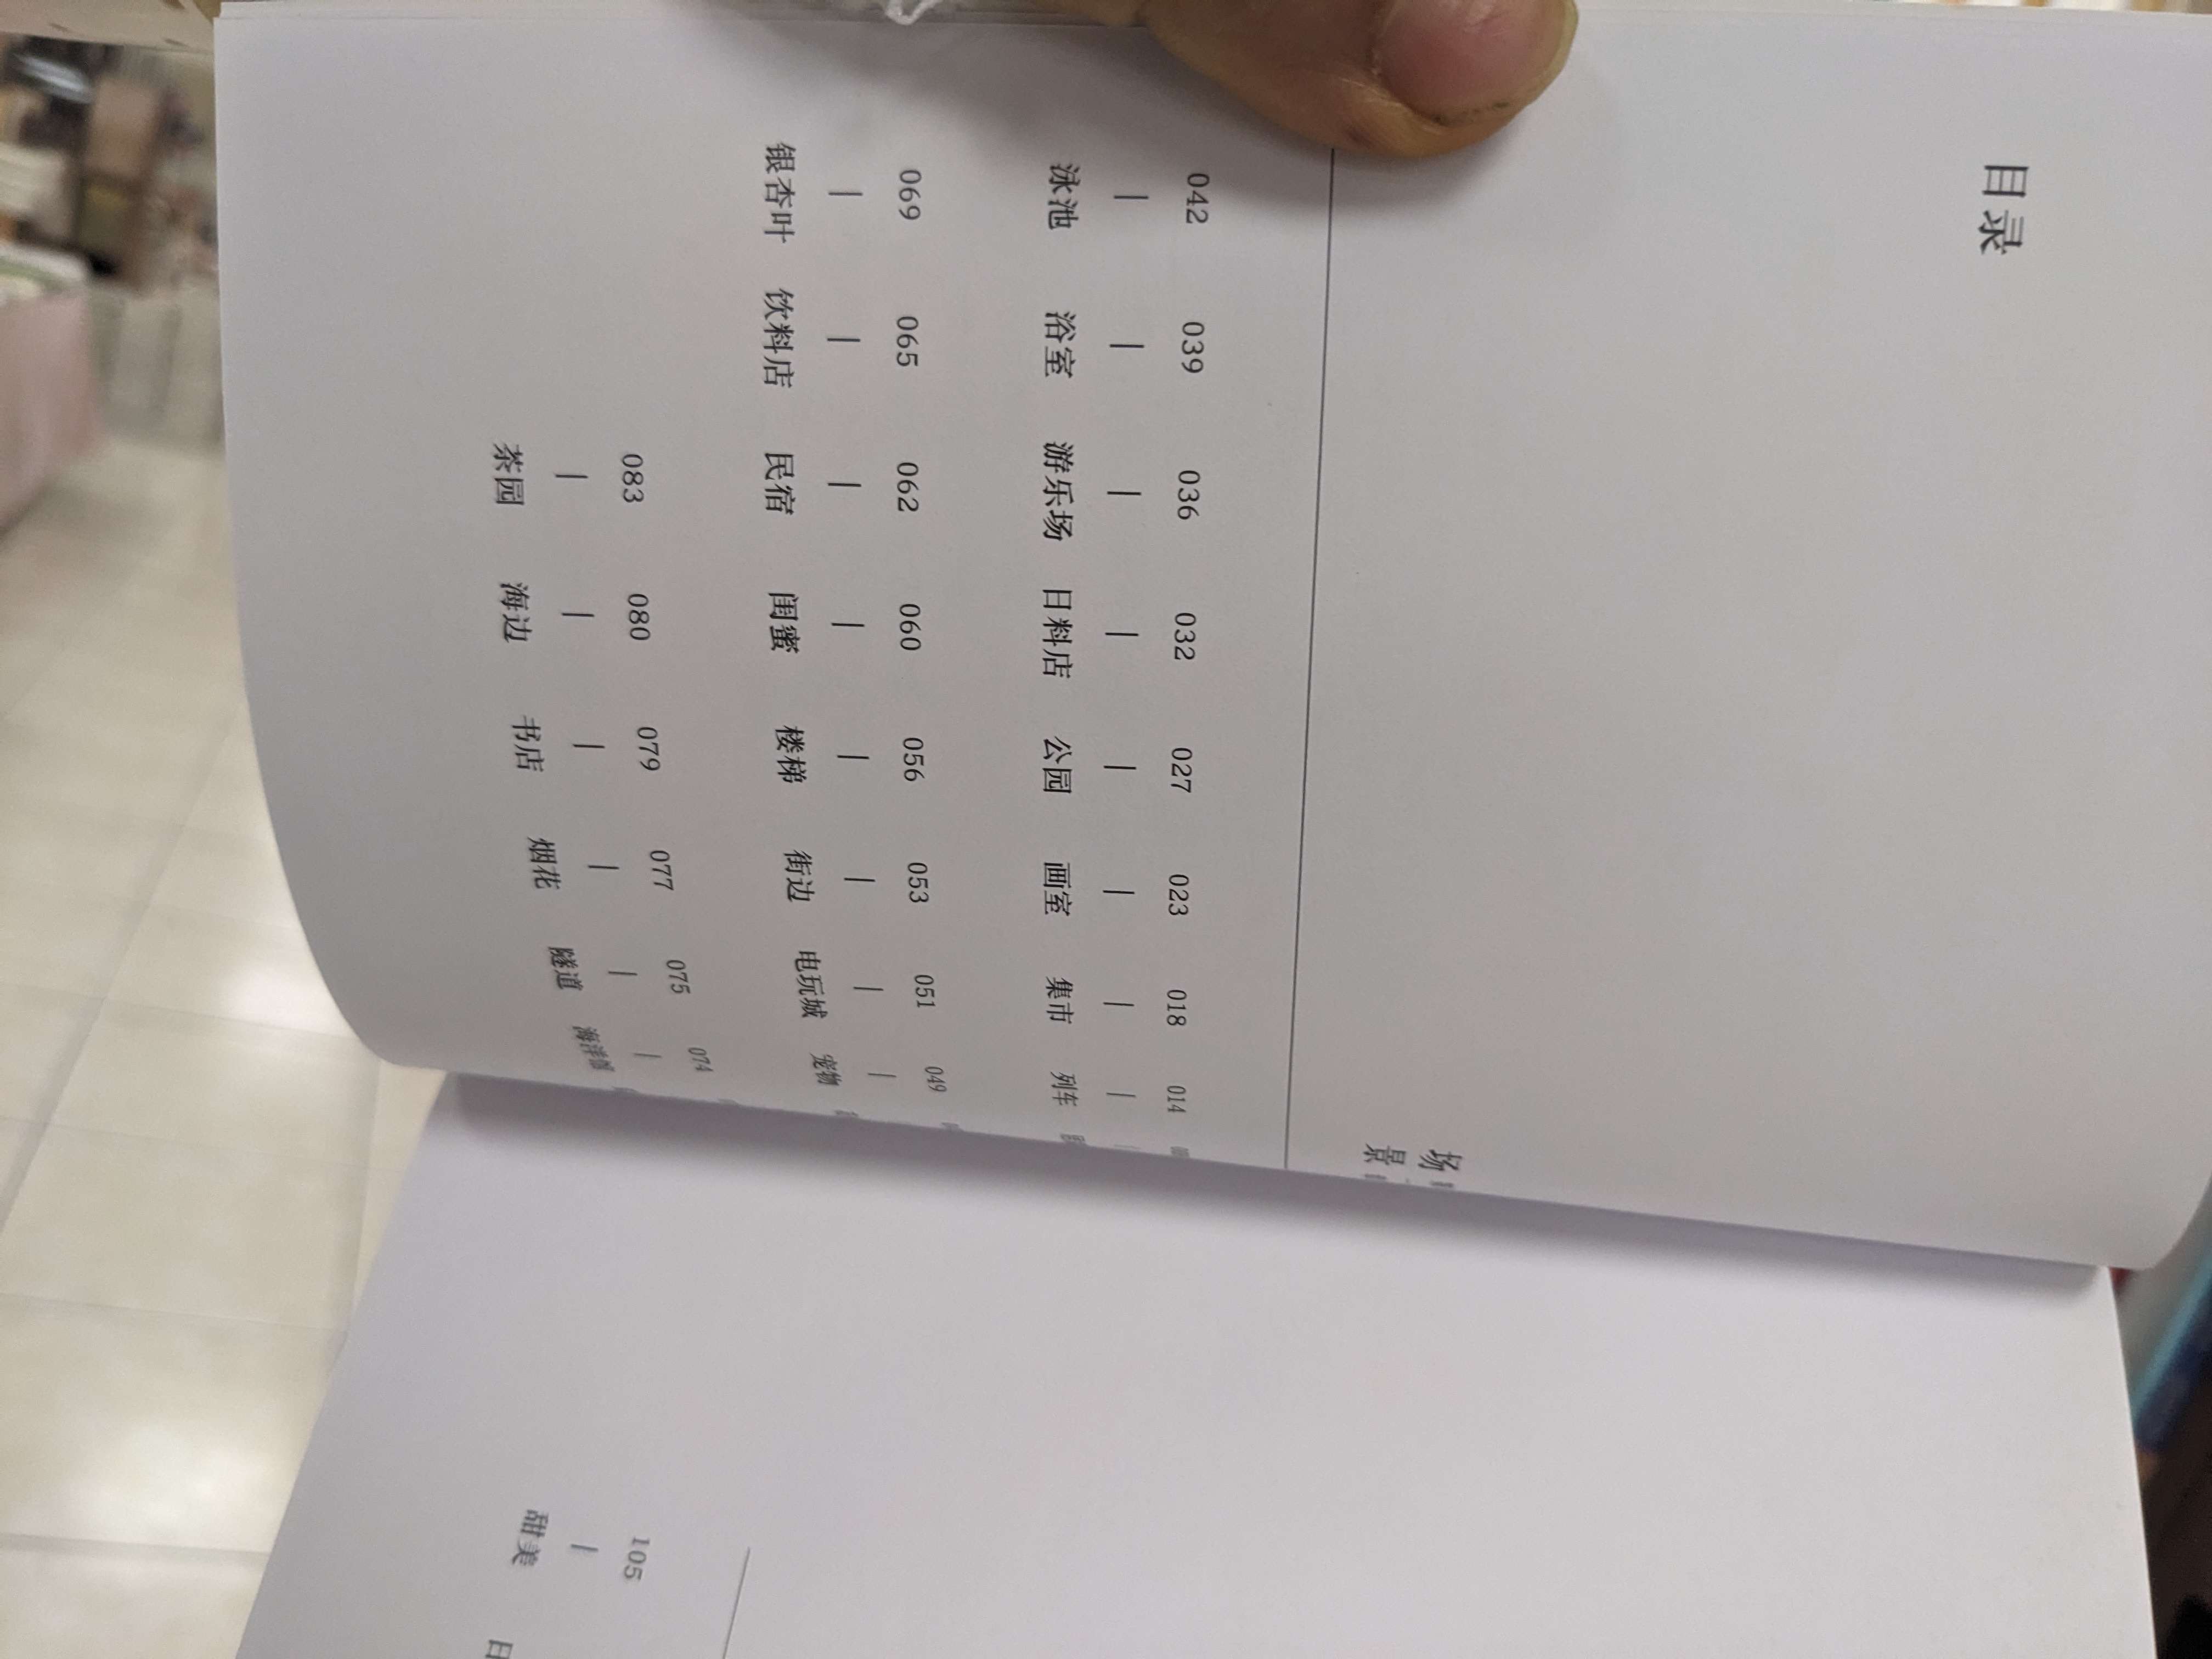 目录
场
景
042 039 036 032 027 023 018 014
泳池 浴室 游乐场 日料店 公园 画室 集市 列车
069 065 062 060 056 053 051 049
银杏叶 饮料店 民宿 闺蜜 楼梯 街边 电玩城 宠物
083 080 079 077 075 074
茶园 海边 书店 烟花 隧道 海洋馆
105
甜美
日